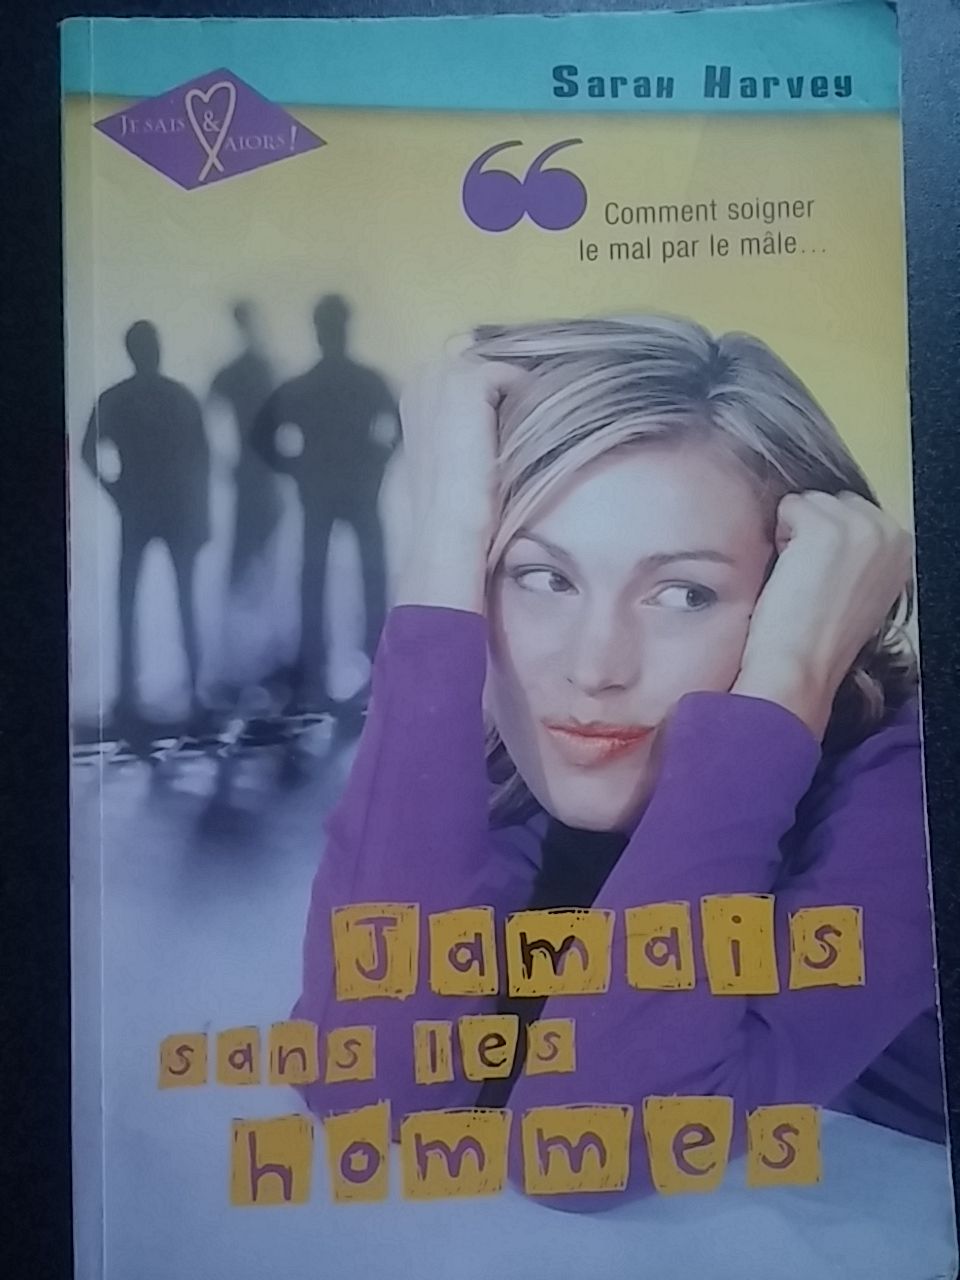 Sarah Harvey
JE SAIS
&
ALORS !
“
Comment soigner
le mal par le mâle...
Jamais
sans les
hommes